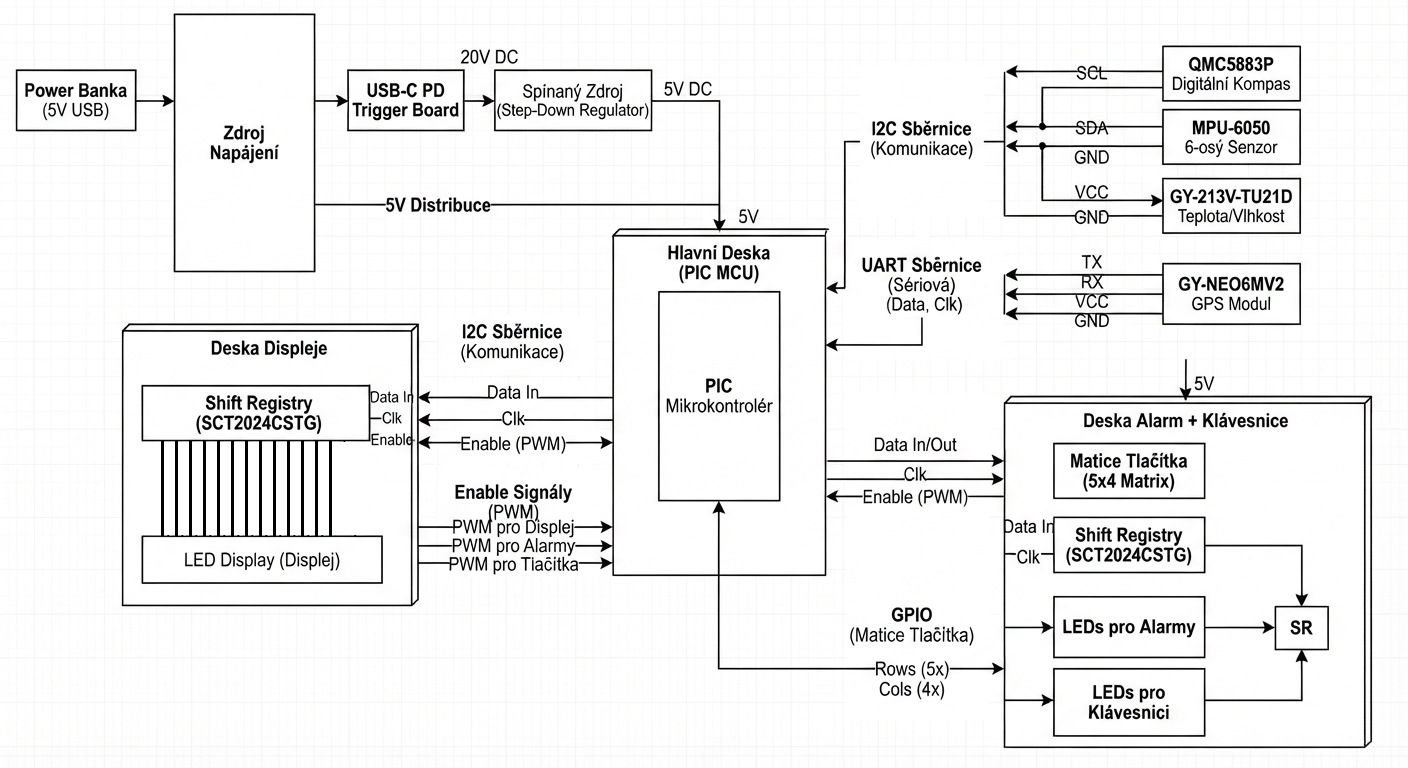 Power Banka
(5V USB)
Zdroj
Napájení
USB-C PD
Trigger Board
20V DC
Spínaný Zdroj
(Step-Down Regulator)
5V DC
5V Distribuce
5V
Hlavní Deska
(PIC MCU)
PIC
Mikrokontrolér
I2C Sběrnice
(Komunikace)
SCL
SDA
GND
VCC
GND
QMC5883P
Digitální Kompas
MPU-6050
6-osý Senzor
GY-213V-TU21D
Teplota/Vlhkost
UART Sběrnice
(Sériová)
(Data, Clk)
TX
RX
VCC
GND
GY-NEO6MV2
GPS Modul
Deska Displeje
Shift Registry
(SCT2024CSTG)
Data In
Clk
Enable
LED Display (Displej)
I2C Sběrnice
(Komunikace)
Data In
Clk
Enable (PWM)
Enable Signály
(PWM)
PWM pro Displej
PWM pro Alarmy
PWM pro Tlačítka
Data In/Out
Clk
Enable (PWM)
GPIO
(Matice Tlačítka)
Rows (5x)
Cols (4x)
5V
Deska Alarm + Klávesnice
Matice Tlačítka
(5x4 Matrix)
Data In
Clk
Shift Registry
(SCT2024CSTG)
LEDs pro Alarmy
SR
LEDs pro
Klávesnici